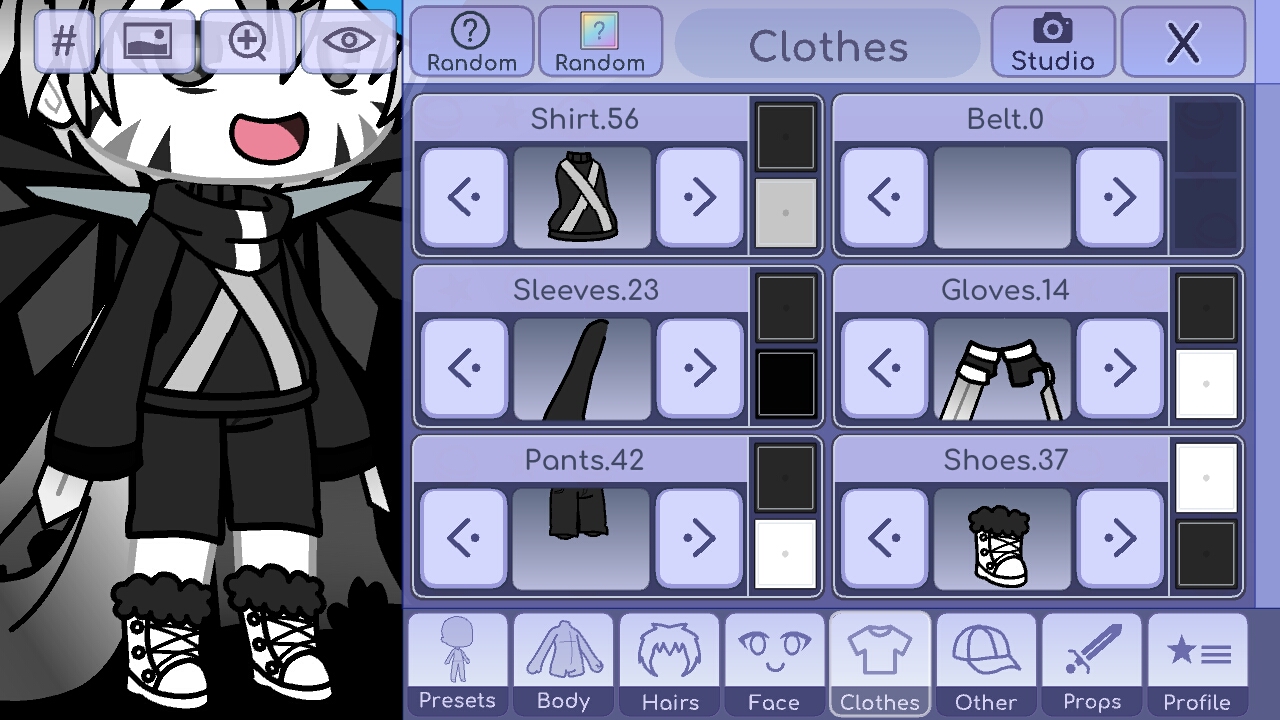 #
?
Random
?
Random
Clothes
Studio
X
Shirt.56
Belt.0
Sleeves.23
Gloves.14
Pants.42
Shoes.37
Presets
Body
Hairs
Face
Clothes
Other
Props
Profile